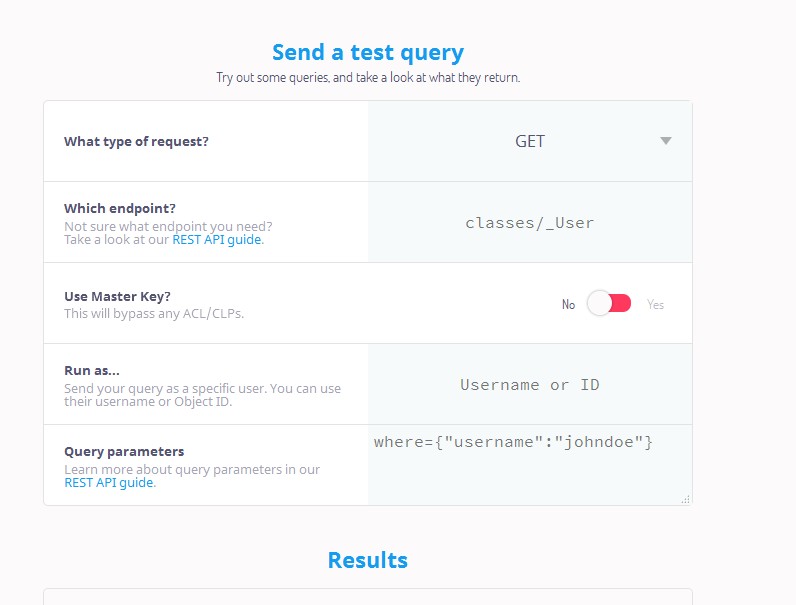 Send a test query
Try out some queries, and take a look at what they return.
What type of request?
GET
Which endpoint?
Not sure what endpoint you need?
Take a look at our REST API guide.
classes/_User
Use Master Key?
This will bypass any ACL/CLPs.
No
Yes
Run as...
Send your query as a specific user. You can use
their username or Object ID.
Username or ID
Query parameters
Learn more about query parameters in our
REST API guide.
where={"username":"johndoe"}
Results